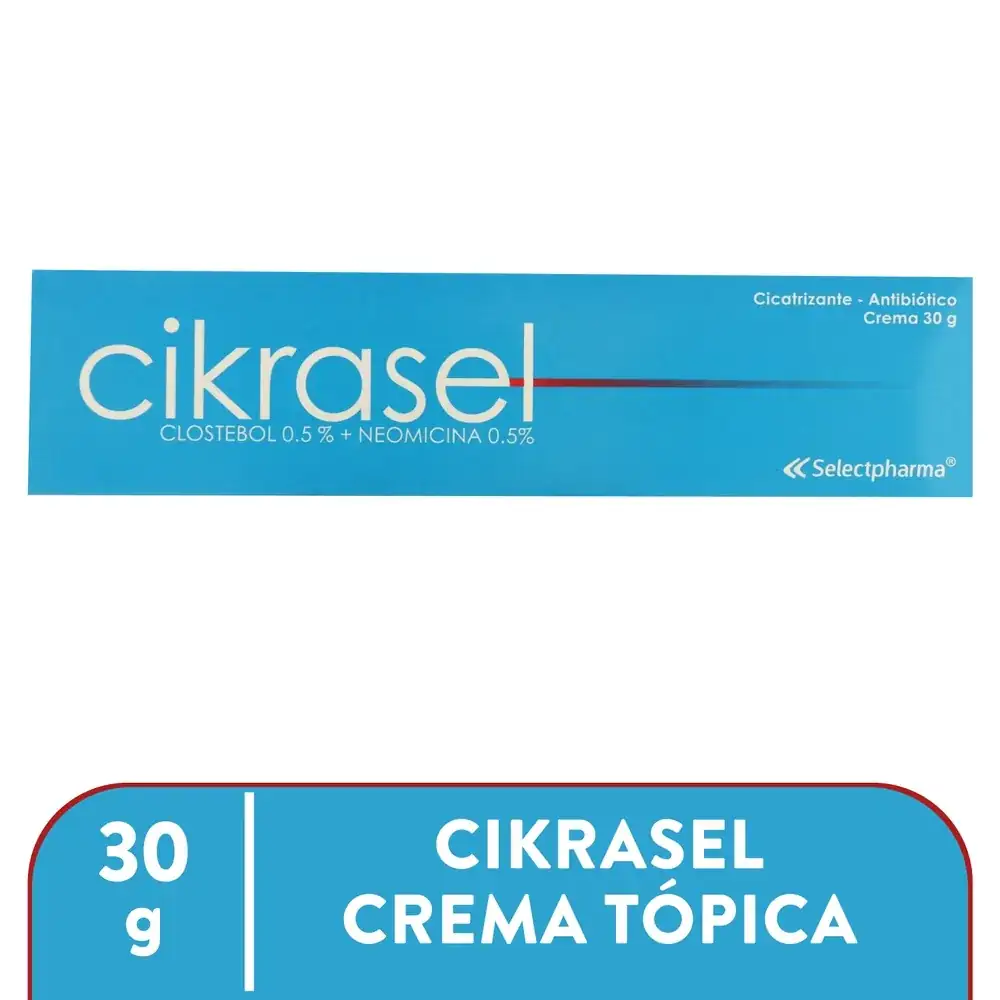 Cicatrizante - Antibiótico
Crema 30 g
cikrasel
CLOSTEBOL 0.5 % + NEOMICINA 0.5%
Selectpharma®
30
g
CIKRASEL
CREMA TÓPICA